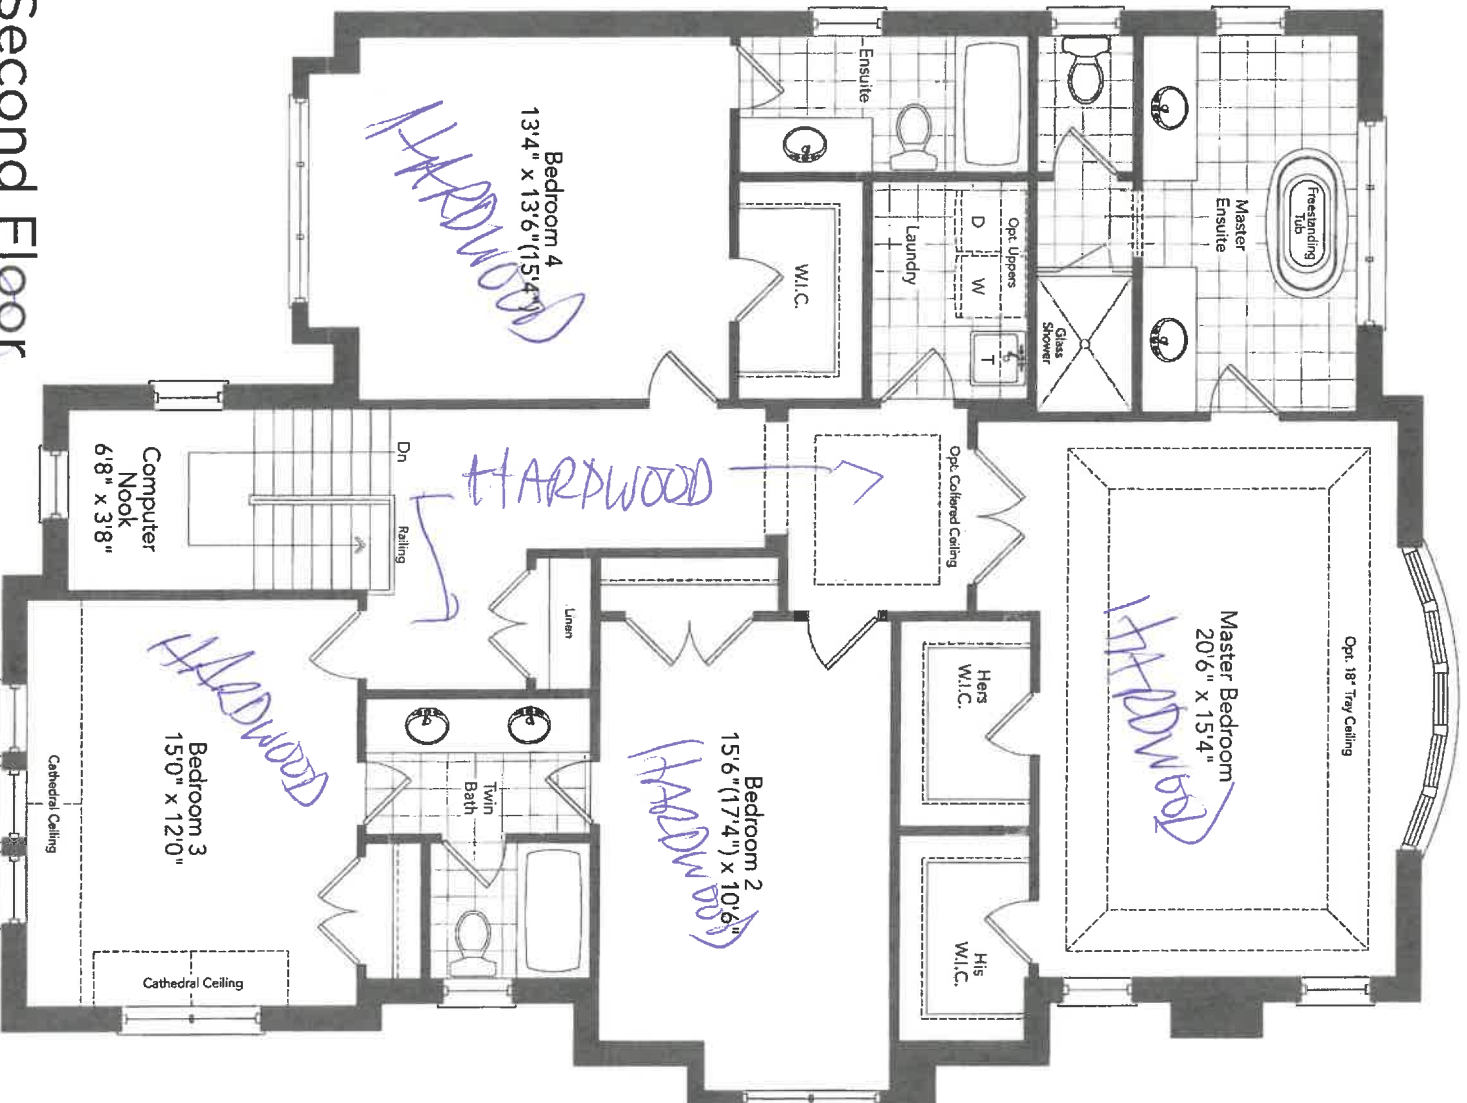 Second Floor
Ensuite
Bedroom 4
13'4" x 13'6"(15'4")
HARDWOOD
W.I.C.
Opt. Uppers
D
W
T
Laundry
Master
Ensuite
Freestanding
Tub
Glass
Shower
Dn
Railing
Computer
Nook
6'8" x 3'8"
HARDWOOD
Opt. Coffered Ceiling
Linen
Opt. 18" Tray Ceiling
Master Bedroom
20'6" x 15'4"
HARDWOOD
Hers
W.I.C.
His
W.I.C.
Bedroom 2
15'6"(17'4") x 10'6"
HARDWOOD
Twin
Bath
Bedroom 3
15'0" x 12'0"
HARDWOOD
Cathedral Ceiling
Cathedral Ceiling